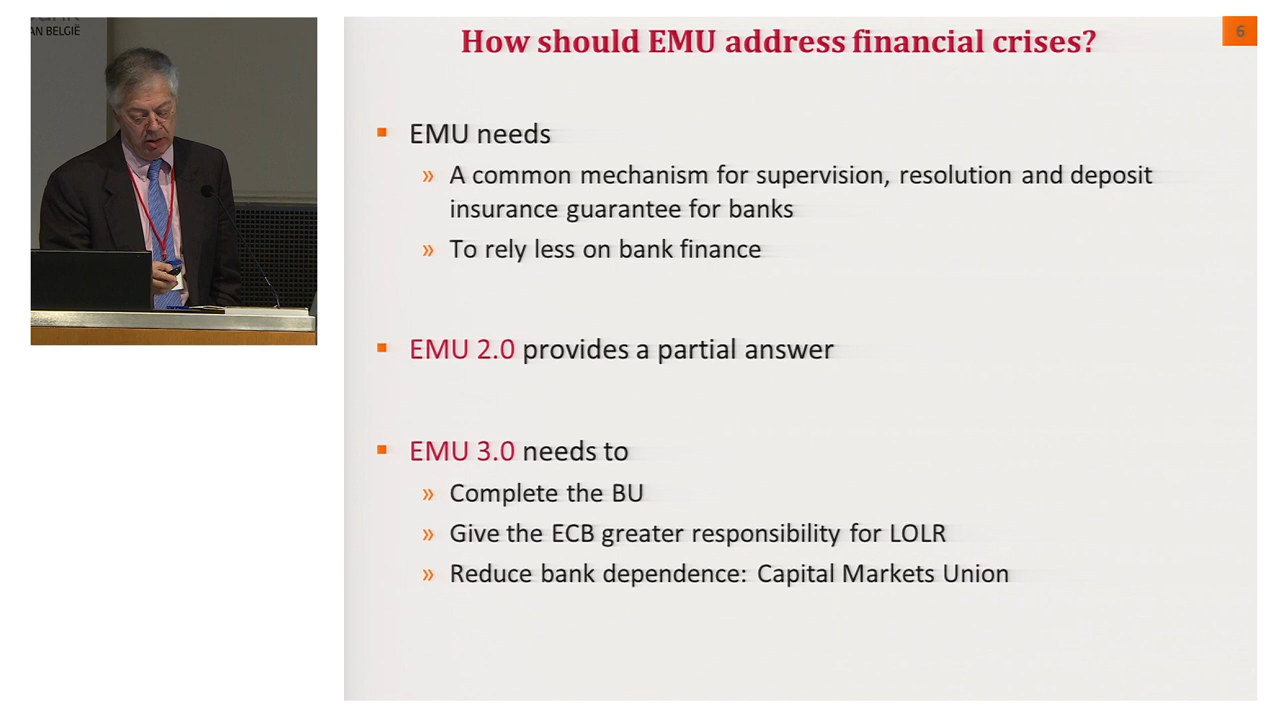 AN BELGIË
How should EMU address financial crises?
6
▪ EMU needs
» A common mechanism for supervision, resolution and deposit
insurance guarantee for banks
» To rely less on bank finance
▪ EMU 2.0 provides a partial answer
▪ EMU 3.0 needs to
» Complete the BU
» Give the ECB greater responsibility for LOLR
» Reduce bank dependence: Capital Markets Union